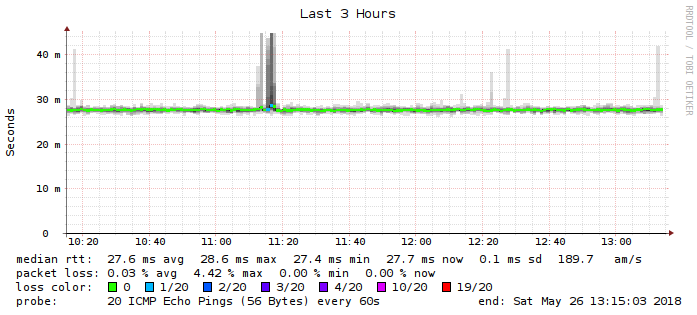 Last 3 Hours
RRDTOOL / TOBI OETIKER
Seconds
40 m
30 m
20 m
10 m
0
10:20 10:40 11:00 11:20 11:40 12:00 12:20 12:40 13:00
median rtt: 27.6 ms avg 28.6 ms max 27.4 ms min 27.7 ms now 0.1 ms sd 189.7 am/s
packet loss: 0.03 % avg 4.42 % max 0.00 % min 0.00 % now
loss color: 0 1/20 2/20 3/20 4/20 10/20 19/20
probe: 20 ICMP Echo Pings (56 Bytes) every 60s end: Sat May 26 13:15:03 2018